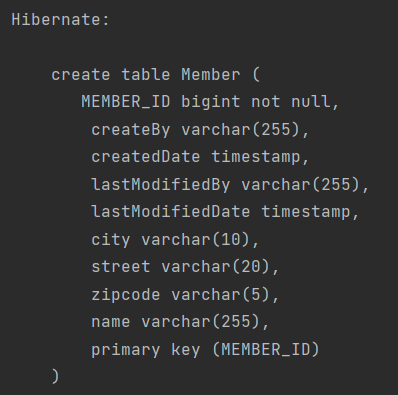 Hibernate:
create table Member (
MEMBER_ID bigint not null,
createBy varchar(255),
createdDate timestamp,
lastModifiedBy varchar(255),
lastModifiedDate timestamp,
city varchar(10),
street varchar(20),
zipcode varchar(5),
name varchar(255),
primary key (MEMBER_ID)
)